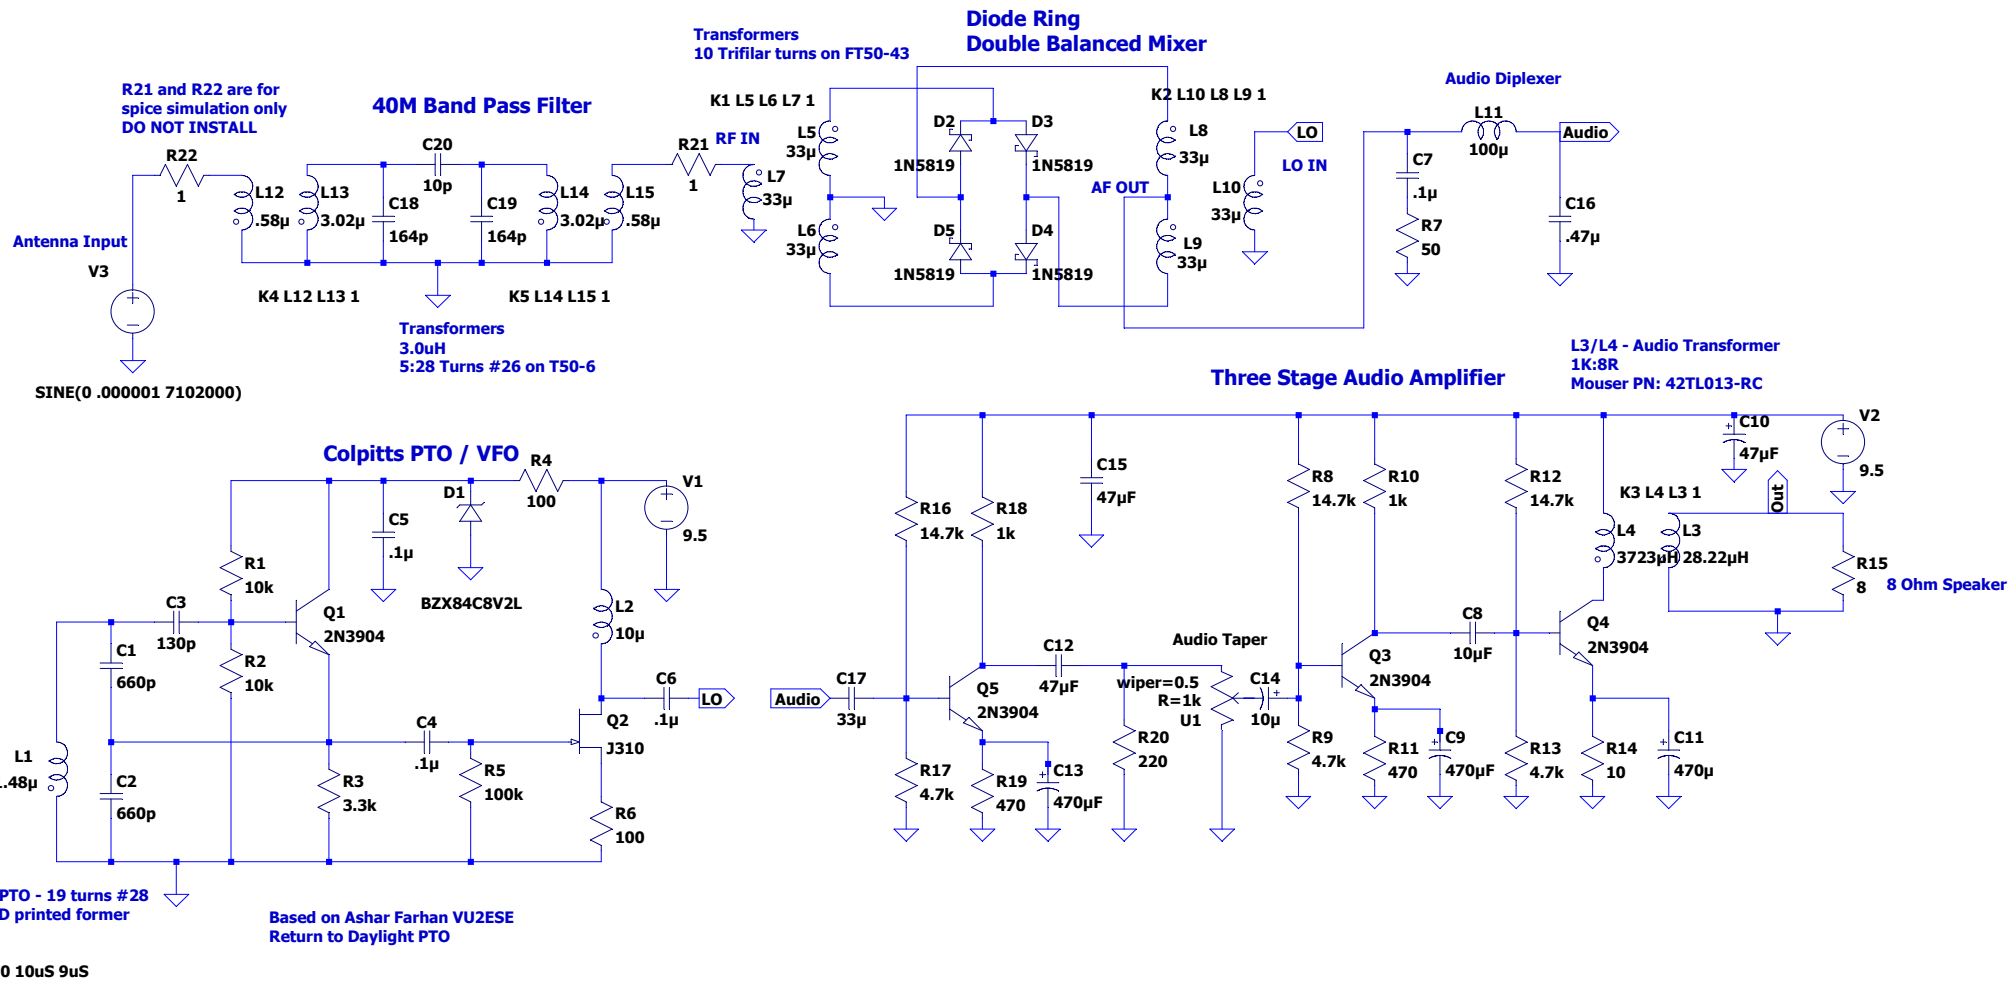 Diode Ring
Double Balanced Mixer
Transformers
10 Trifilar turns on FT50-43
Audio Diplexer
R21 and R22 are for
spice simulation only
DO NOT INSTALL
40M Band Pass Filter
K1 L5 L6 L7 1
K2 L10 L8 L9 1
R22
1
L12
.58µ
L13
3.02µ
C20
10p
C18
164p
C19
164p
L14
3.02µ
L15
.58µ
R21
1
RF IN
L7
33µ
L5
33µ
L6
33µ
D2
1N5819
D3
1N5819
D5
1N5819
D4
1N5819
AF OUT
L8
33µ
L9
33µ
L10
33µ
LO
LO IN
C7
.1µ
R7
50
L11
100µ
Audio
C16
.47µ
Antenna Input
V3
SINE(0 .000001 7102000)
K4 L12 L13 1
K5 L14 L15 1
Transformers
3.0uH
5:28 Turns #26 on T50-6
L3/L4 - Audio Transformer
1K:8R
Mouser PN: 42TL013-RC
Three Stage Audio Amplifier
Colpitts PTO / VFO
R4
100
V1
9.5
D1
BZX84C8V2L
C5
.1µ
R1
10k
C3
130p
Q1
2N3904
R2
10k
C1
660p
C2
660p
L1
1.48µ
R3
3.3k
C4
.1µ
R5
100k
L2
10µ
C6
.1µ
LO
Q2
J310
R6
100
PTO - 19 turns #28
D printed former
Based on Ashar Farhan VU2ESE
Return to Daylight PTO
0 10uS 9uS
Audio
C17
33µ
R16
14.7k
R18
1k
C15
47µF
Q5
2N3904
R17
4.7k
R19
470
C13
470µF
C12
47µF
R20
220
Audio Taper
wiper=0.5
R=1k
U1
C14
10µ
R8
14.7k
R10
1k
R9
4.7k
Q3
2N3904
R11
470
C9
470µF
C8
10µF
R12
14.7k
R13
4.7k
Q4
2N3904
R14
10
C11
470µ
K3 L4 L3 1
L4
3723µH
L3
28.22µH
C10
47µF
Out
V2
9.5
R15
8
8 Ohm Speaker